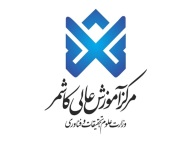 مرکز آموزش عالی کاشمر
وزارت علوم، تحقیقات و فناوری